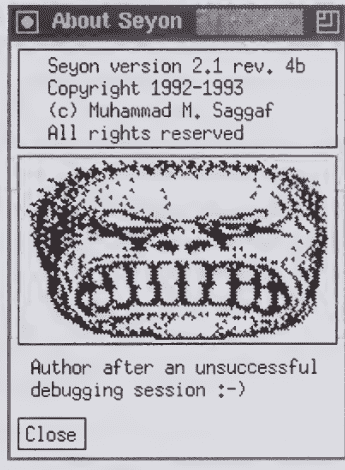 About Seyon
Seyon version 2.1 rev. 4b
Copyright 1992-1993
(c) Muhammad M. Saggaf
All rights reserved
Author after an unsuccessful
debugging session :-)
Close